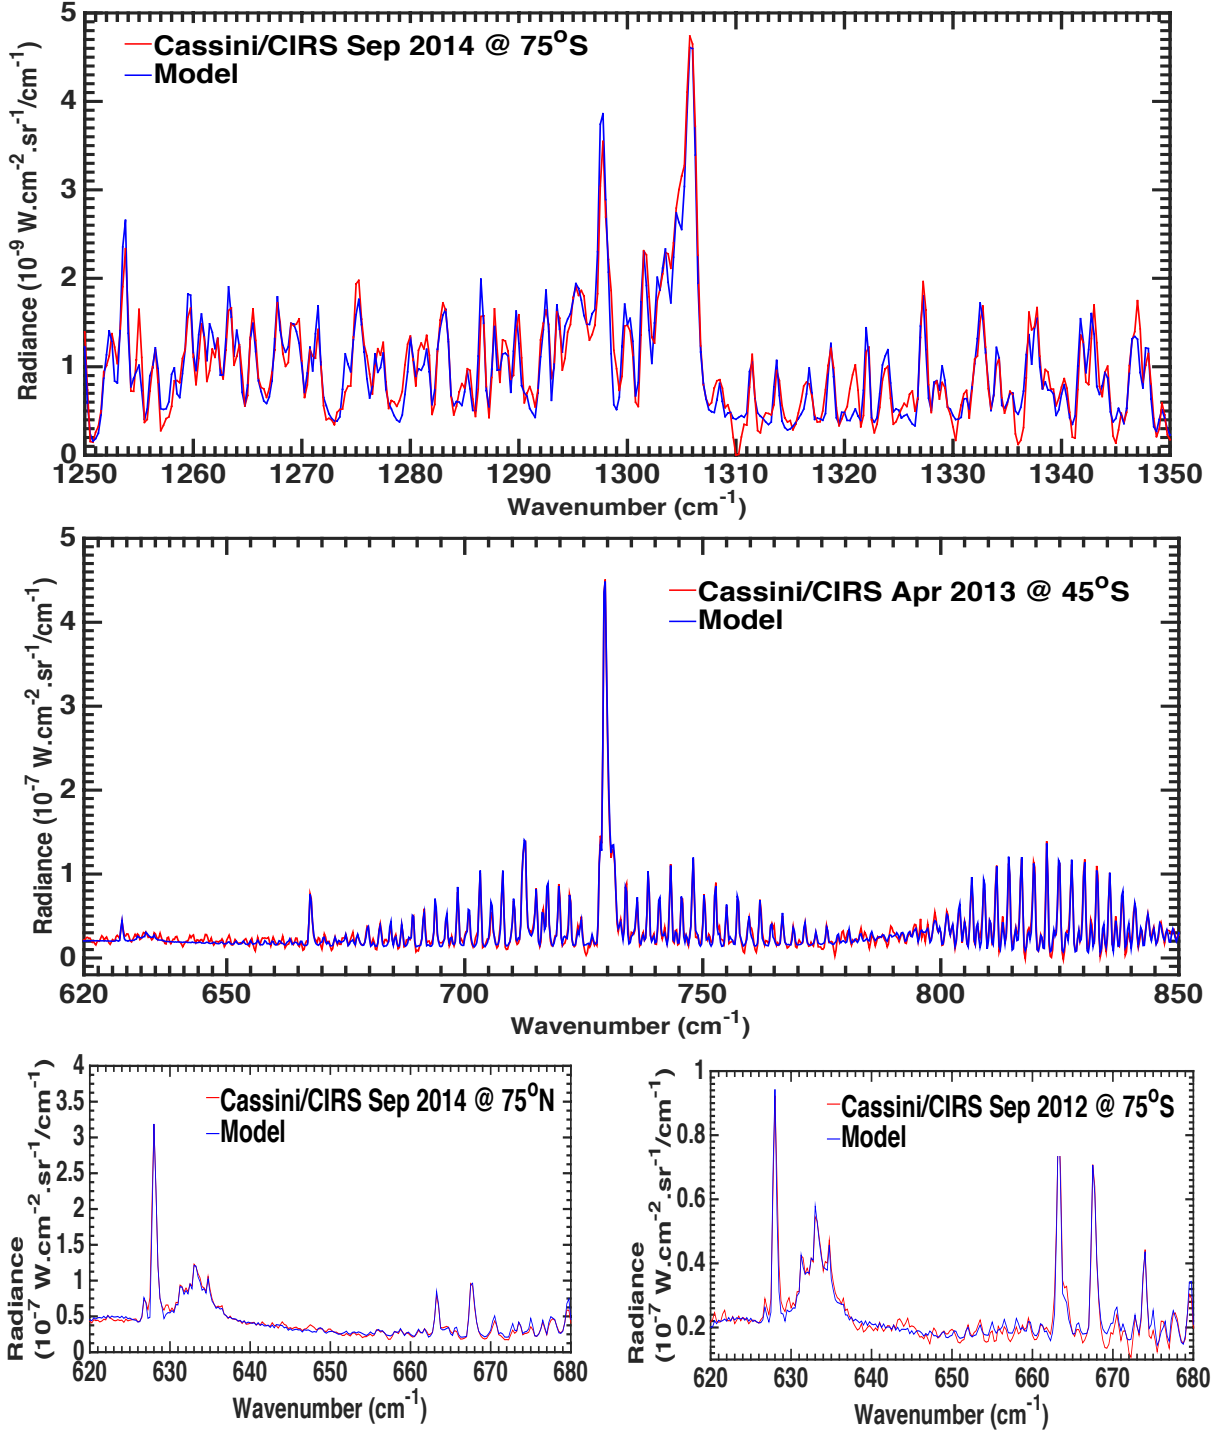 Cassini/CIRS Sep 2014 @ 75°S
Model
Radiance (10⁻⁹ W.cm⁻².sr⁻¹/cm⁻¹)
5
4
3
2
1
0
1250 1260 1270 1280 1290 1300 1310 1320 1330 1340 1350
Wavenumber (cm⁻¹)
Cassini/CIRS Apr 2013 @ 45°S
Model
Radiance (10⁻⁷ W.cm⁻².sr⁻¹/cm⁻¹)
5
4
3
2
1
0
620 650 700 750 800 850
Wavenumber (cm⁻¹)
Cassini/CIRS Sep 2014 @ 75°N
Model
Radiance
(10⁻⁷ W.cm⁻².sr⁻¹/cm⁻¹)
4
3.5
3
2.5
2
1.5
1
0.5
0
620 630 640 650 660 670 680
Wavenumber (cm⁻¹)
Cassini/CIRS Sep 2012 @ 75°S
Model
Radiance
(10⁻⁷ W.cm⁻².sr⁻¹/cm⁻¹)
1
0.8
0.6
0.4
0.2
620 630 640 650 660 670 680
Wavenumber (cm⁻¹)